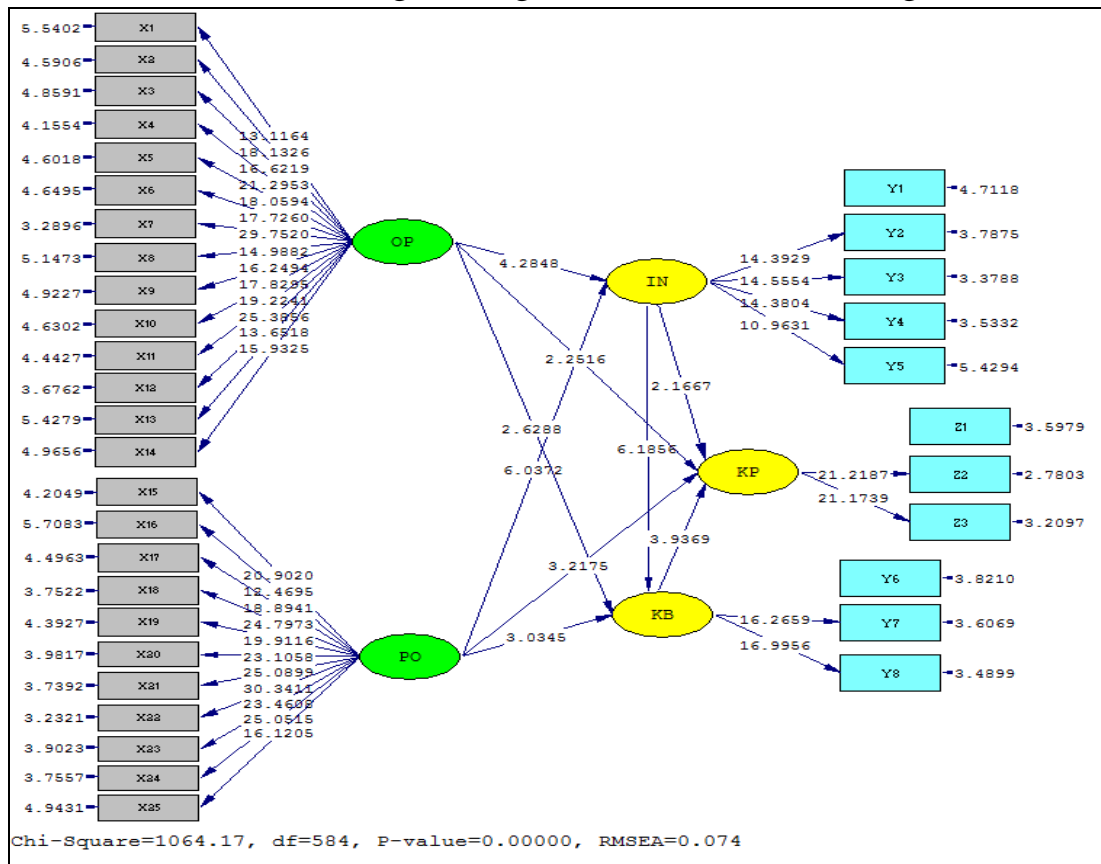 5.5402 X1
4.5906 X2
4.8591 X3
4.1554 X4
4.6018 X5
4.6495 X6
3.2896 X7
5.1473 X8
4.9227 X9
4.6302 X10
4.4427 X11
3.6762 X12
5.4279 X13
4.9656 X14
13.1164
18.1326
16.6219
21.2953
18.0594
17.7260
29.7520
14.9882
16.2494
17.8295
19.2241
25.3856
13.6518
15.9325
OP
4.2848
2.2516
2.6288
6.0372
IN
2.1667
6.1856
14.3929
14.5554
14.3804
10.9631
Y1 4.7118
Y2 3.7875
Y3 3.3788
Y4 3.5332
Y5 5.4294
KP
21.2187
21.1739
Z1 3.5979
Z2 2.7803
Z3 3.2097
3.9369
3.2175
3.0345
KB
16.2659
16.9956
Y6 3.8210
Y7 3.6069
Y8 3.4899
4.2049 X15
5.7083 X16
4.4963 X17
3.7522 X18
4.3927 X19
3.9817 X20
3.7392 X21
3.2321 X22
3.9023 X23
3.7557 X24
4.9431 X25
20.9020
12.4695
18.8941
24.7973
19.9116
23.1058
25.0899
30.3411
23.4608
25.0515
16.1205
PO
Chi-Square=1064.17, df=584, P-value=0.00000, RMSEA=0.074